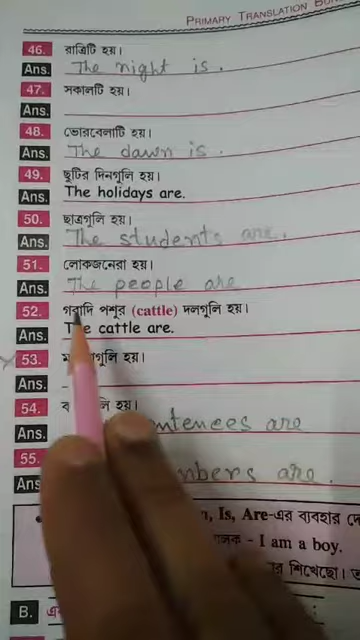 PRIMARY TRANSLATION
46. রাত্রিটি হয়।
Ans. The night is.
47. সকালটি হয়।
Ans.
48. ভোরবেলাটি হয়।
Ans. The dawn is.
49. ছুটির দিনগুলি হয়।
Ans. The holidays are.
50. ছাত্রগুলি হয়।
Ans. The students are.
51. লোকজনেরা হয়।
Ans. The people are
52. গবাদি পশুর (cattle) দলগুলি হয়।
Ans. The cattle are.
53. গুলি হয়।
Ans.
54. হয়।
Ans. are
55.
are.
Is, Are-এর ব্যবহার
- I am a boy.
শিখেছো।
B.